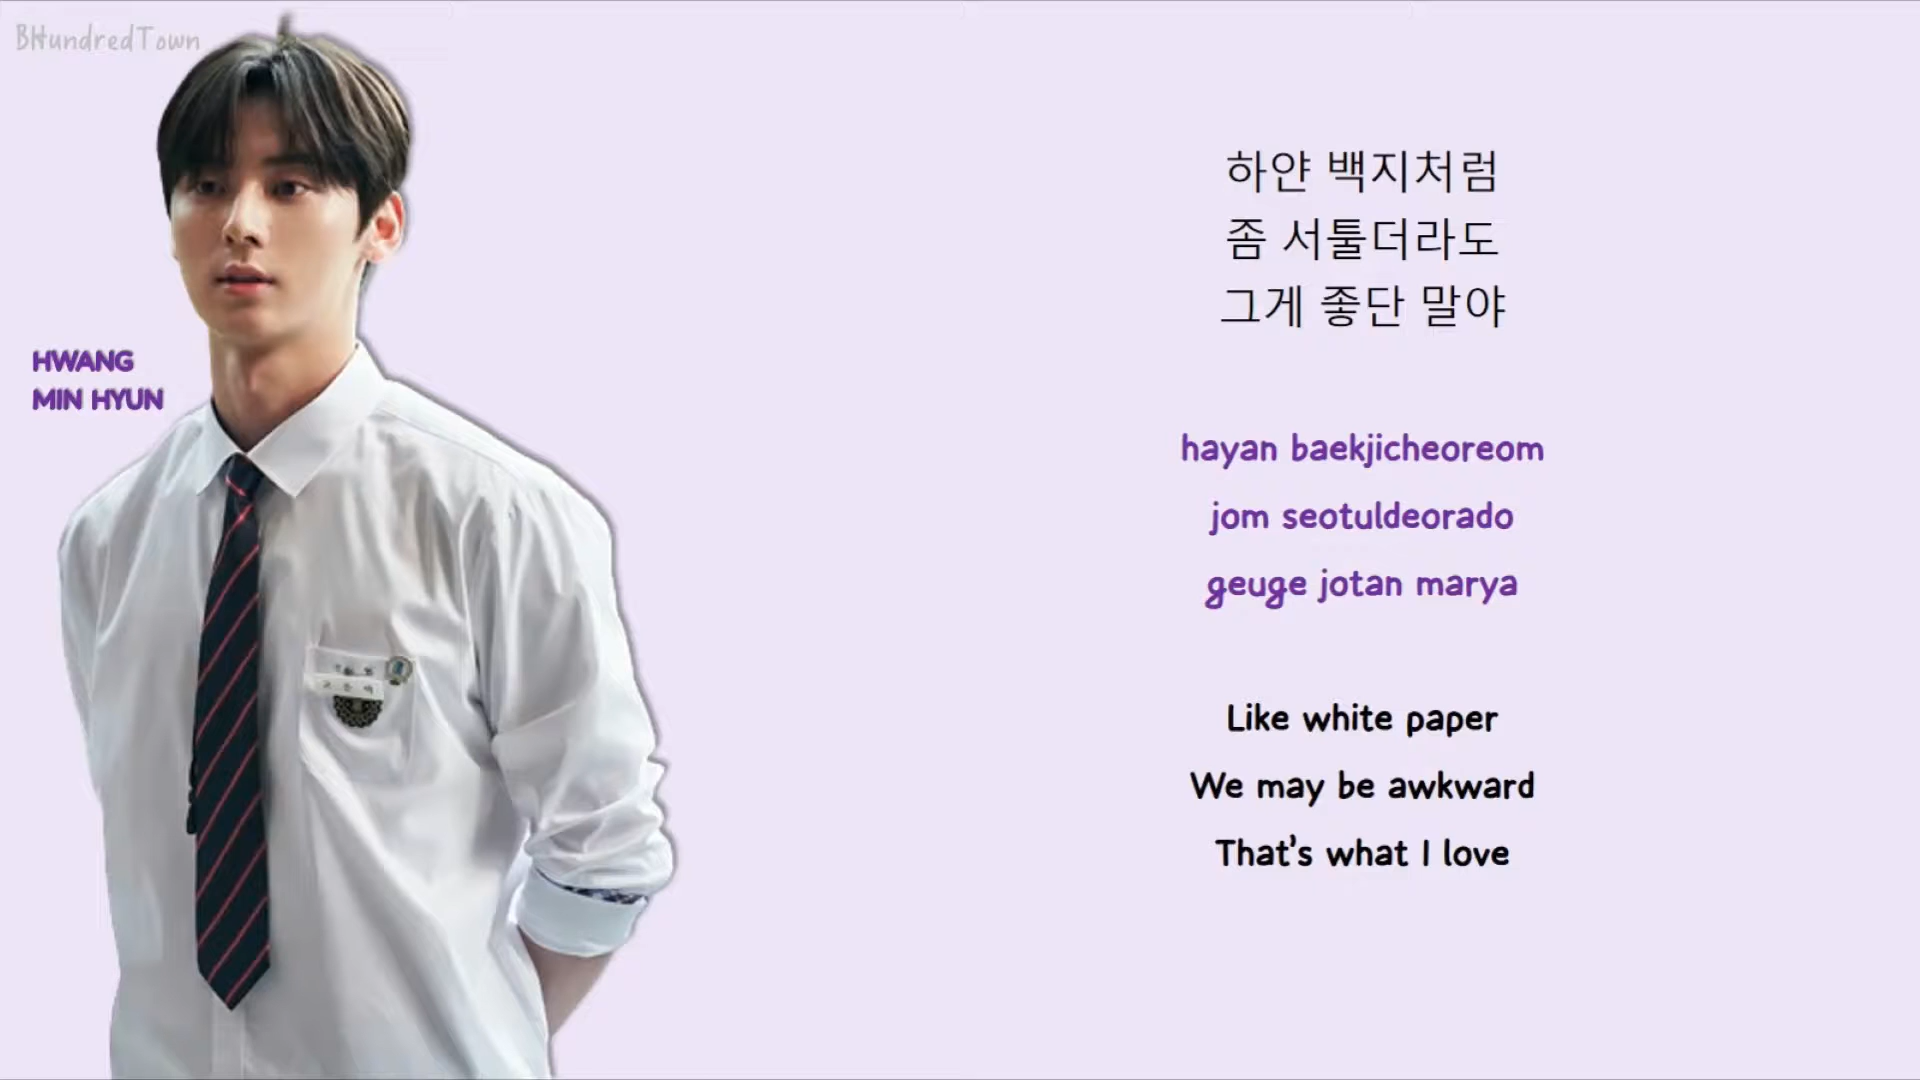 BHundredTown
HWANG
MIN HYUN
하얀 백지처럼
좀 서툴더라도
그게 좋단 말야
hayan baekjicheoreom
jom seotuldeorado
geuge jotan marya
Like white paper
We may be awkward
That's what I love